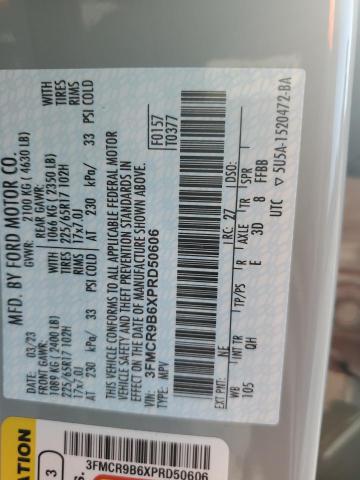 MFD. BY FORD MOTOR CO.
DATE: 03/23
GVWR: 2100 KG (4630 LB)
FRONT GAWR: 1089 KG (2400 LB)
REAR GAWR: 1066 KG (2350 LB)
225/65R17 102H TIRES
WITH 225/65R17 102H TIRES
17x7.0J RIMS
17x7.0J RIMS
AT 230 kPa/ 33 PSI COLD
AT 230 kPa/ 33 PSI COLD
THIS VEHICLE CONFORMS TO ALL APPLICABLE FEDERAL MOTOR
VEHICLE SAFETY AND THEFT PREVENTION STANDARDS IN
EFFECT ON THE DATE OF MANUFACTURE SHOWN ABOVE.
VIN: 3FMCR9B6XPRD50606
TYPE: MPV
F0157
T0377
EXT PNT: NE RC: 27 DSO:
WB INT TR TP/PS R AXLE TR SPR
105 QH E 3D 8 FFBB
UTC ▽5U5A-1520472-BA
3FMCR9B6XPRD50606